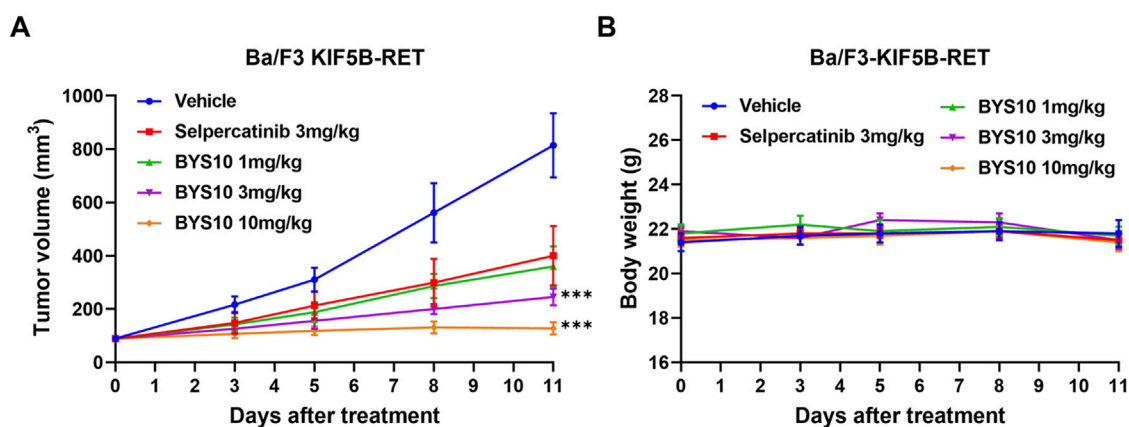 A
Ba/F3 KIF5B-RET
Tumor volume (mm³)
1000
800
600
400
200
0
Vehicle
Selpercatinib 3mg/kg
BYS10 1mg/kg
BYS10 3mg/kg
BYS10 10mg/kg
***
***
0 1 2 3 4 5 6 7 8 9 10 11
Days after treatment
B
Ba/F3-KIF5B-RET
Body weight (g)
28
26
24
22
20
18
16
Vehicle
Selpercatinib 3mg/kg
BYS10 1mg/kg
BYS10 3mg/kg
BYS10 10mg/kg
0 1 2 3 4 5 6 7 8 9 10 11
Days after treatment